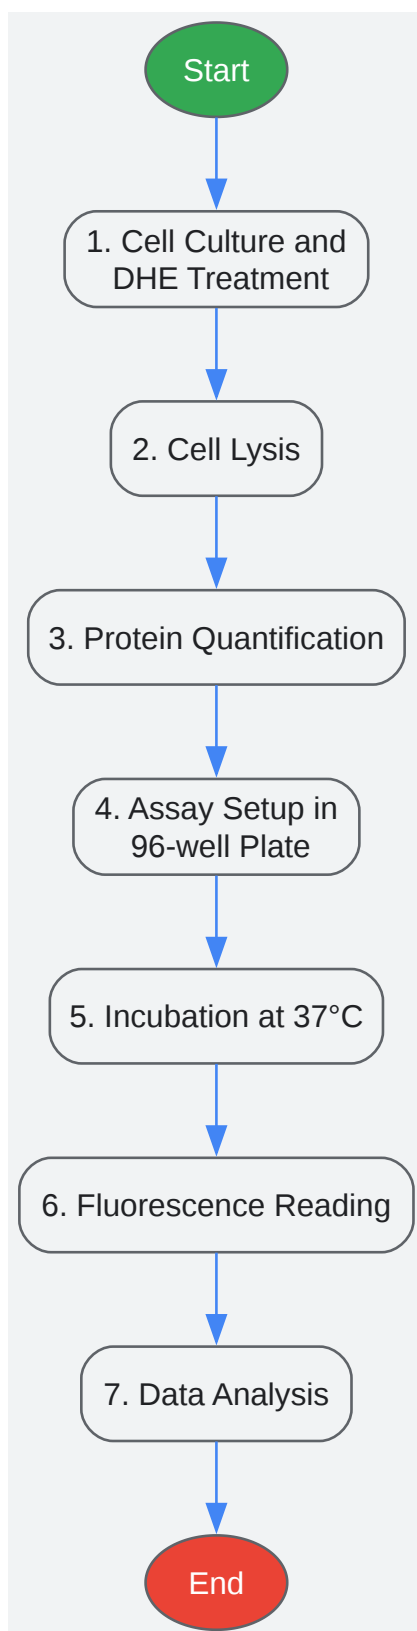 Start
1. Cell Culture and
DHE Treatment
2. Cell Lysis
3. Protein Quantification
4. Assay Setup in
96-well Plate
5. Incubation at 37°C
6. Fluorescence Reading
7. Data Analysis
End